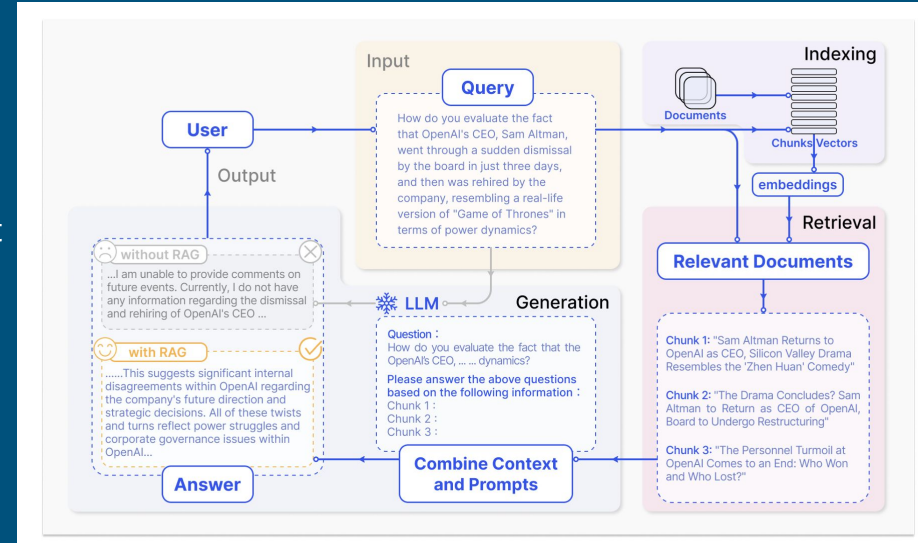 Input
Query
How do you evaluate the fact
that OpenAI's CEO, Sam Altman,
went through a sudden dismissal
by the board in just three days,
and then was rehired by the
company, resembling a real-life
version of "Game of Thrones" in
terms of power dynamics?
Indexing
Documents
Chunks Vectors
embeddings
User
Output
Retrieval
Relevant Documents
Chunk 1: "Sam Altman Returns to
OpenAI as CEO, Silicon Valley Drama
Resembles the 'Zhen Huan' Comedy"
Chunk 2: "The Drama Concludes? Sam
Altman to Return as CEO of OpenAI,
Board to Undergo Restructuring"
Chunk 3: "The Personnel Turmoil at
OpenAI Comes to an End: Who Won
and Who Lost?"
without RAG
...I am unable to provide comments on
future events. Currently, I do not have
any information regarding the dismissal
and rehiring of OpenAI's CEO ...
with RAG
......This suggests significant internal
disagreements within OpenAI regarding
the company's future direction and
strategic decisions. All of these twists
and turns reflect power struggles and
corporate governance issues within
OpenAI...
Answer
LLM
Generation
Question :
How do you evaluate the fact that the
OpenAI's CEO, ... ... dynamics?
Please answer the above questions
based on the following information :
Chunk 1 :
Chunk 2 :
Chunk 3 :
Combine Context
and Prompts